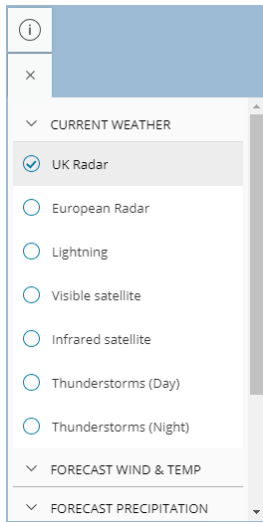 CURRENT WEATHER
UK Radar
European Radar
Lightning
Visible satellite
Infrared satellite
Thunderstorms (Day)
Thunderstorms (Night)
FORECAST WIND & TEMP
FORECAST PRECIPITATION